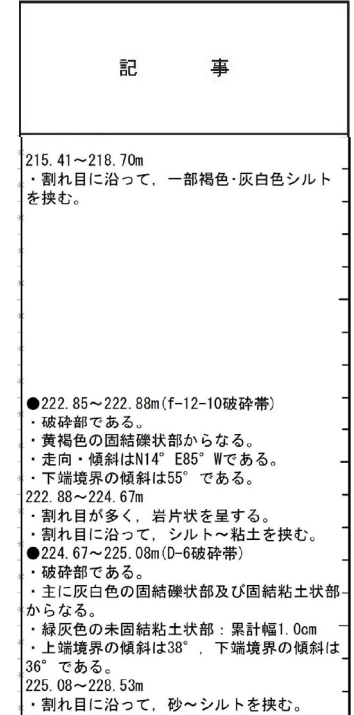 記　事
215.41～218.70m
・割れ目に沿って，一部褐色・灰白色シルト
を挟む。
●222.85～222.88m(f-12-10破砕帯)
・破砕部である。
・黄褐色の固結礫状部からなる。
・走向・傾斜はN14° E85° Wである。
・下端境界の傾斜は55° である。
222.88～224.67m
・割れ目が多く，岩片状を呈する。
・割れ目に沿って，シルト～粘土を挟む。
●224.67～225.08m(D-6破砕帯)
・破砕部である。
・主に灰白色の固結礫状部及び固結粘土状部
からなる。
・緑灰色の未固結粘土状部：累計幅1.0cm
・上端境界の傾斜は38° ，下端境界の傾斜は
36° である。
225.08～228.53m
・割れ目に沿って，砂～シルトを挟む。